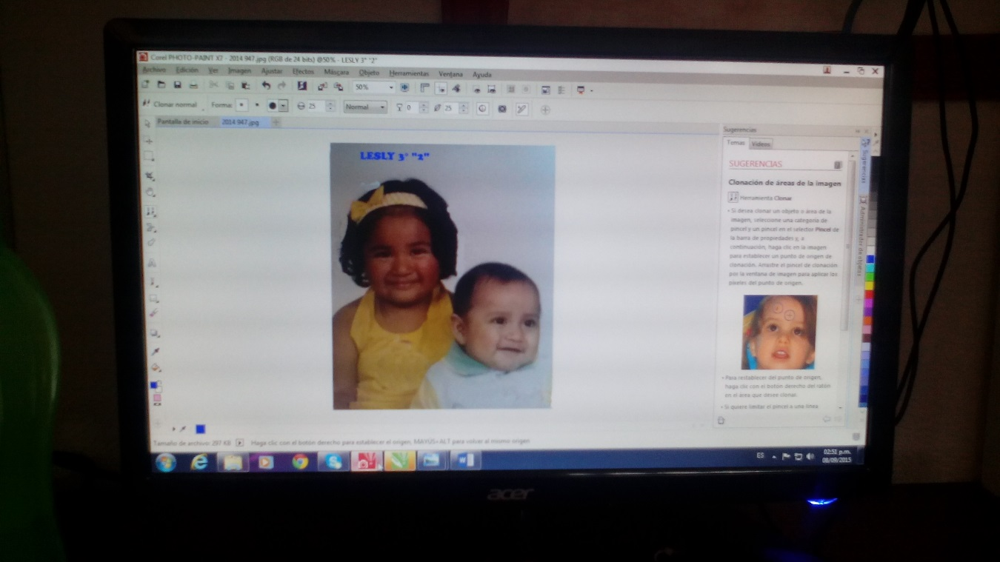 Corel PHOTO-PAINT X7 - 2014 947.jpg (RGB de 24 bits) @50% - LESLY 3° "2"
Archivo Edición Ver Imagen Ajustar Efectos Máscara Objeto Herramientas Ventana Ayuda
50%
Clonar normal Forma: 25 Normal 0 25
Pantalla de inicio 2014 947.jpg
Sugerencias
Temas Videos
LESLY 3° "2"
SUGERENCIAS
Clonación de áreas de la imagen
Herramienta Clonar
• Si desea clonar un objeto o área de la
imagen, seleccione una categoría de
pincel y un pincel en el selector Pincel de
la barra de propiedades y, a
continuación, haga clic en la imagen
para establecer un punto de origen de
clonación. Arrastre el pincel de clonación
por la ventana de imagen para aplicar los
píxeles del punto de origen.
• Para restablecer del punto de origen,
haga clic con el botón derecho del ratón
en el área que desee clonar.
• Si quiere limitar el pincel a una línea
Sugerencias
Administrador de objetos
Tamaño de archivo: 297 KB Haga clic con el botón derecho para establecer el origen, MAYÚS+ALT para volver al mismo origen
ES 02:51 p.m.
08/09/2015
acer